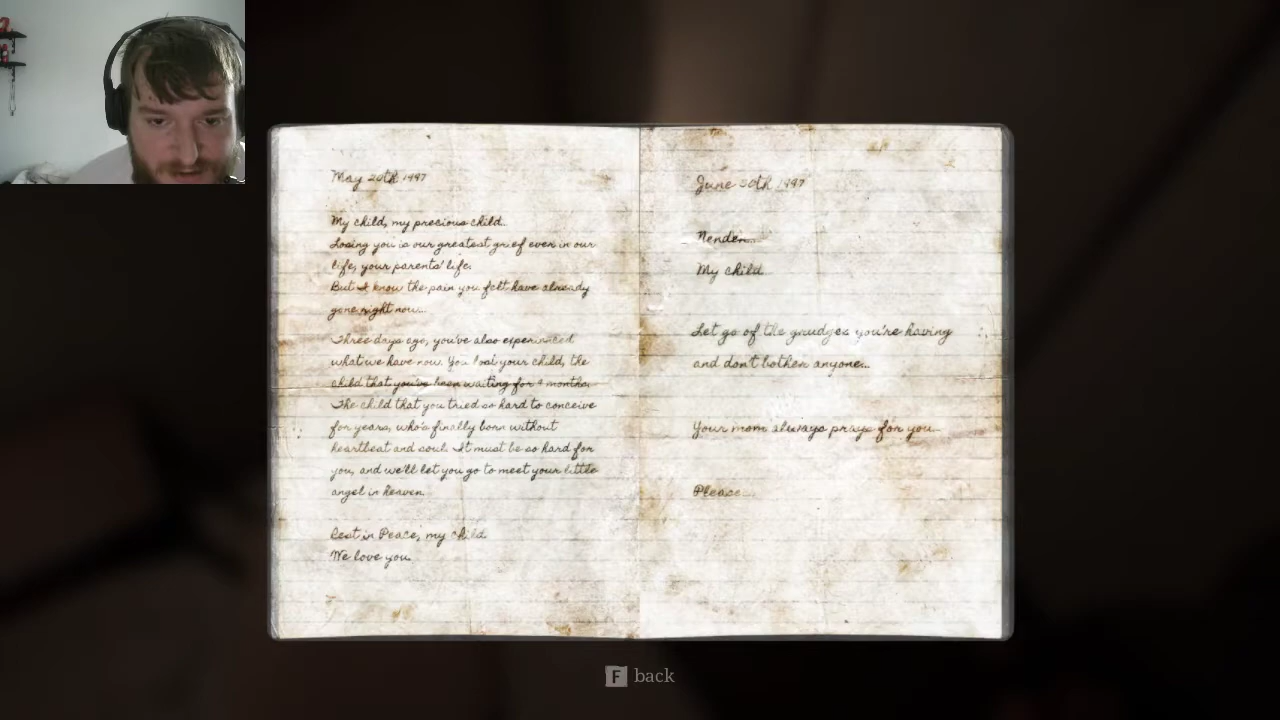 May 20th 1997
My child, my precious child..
Losing you is our greatest grief ever in our
life, your parents' life.
But I know the pain you felt have already
gone right now...
Three days ago, you've also experienced
what we have now. You lost your child, the
child that you've been waiting for 9 months.
The child that you tried so hard to conceive
for years, who's finally born without
heartbeat and soul. It must be so hard for
you, and we'll let you go to meet your little
angel in heaven.
Rest in Peace, my child.
We love you.
June 30th 1997
Nenden...
My child
Let go of the grudges you're having
and don't bother anyone...
Your mom always prays for you...
Please...
F back